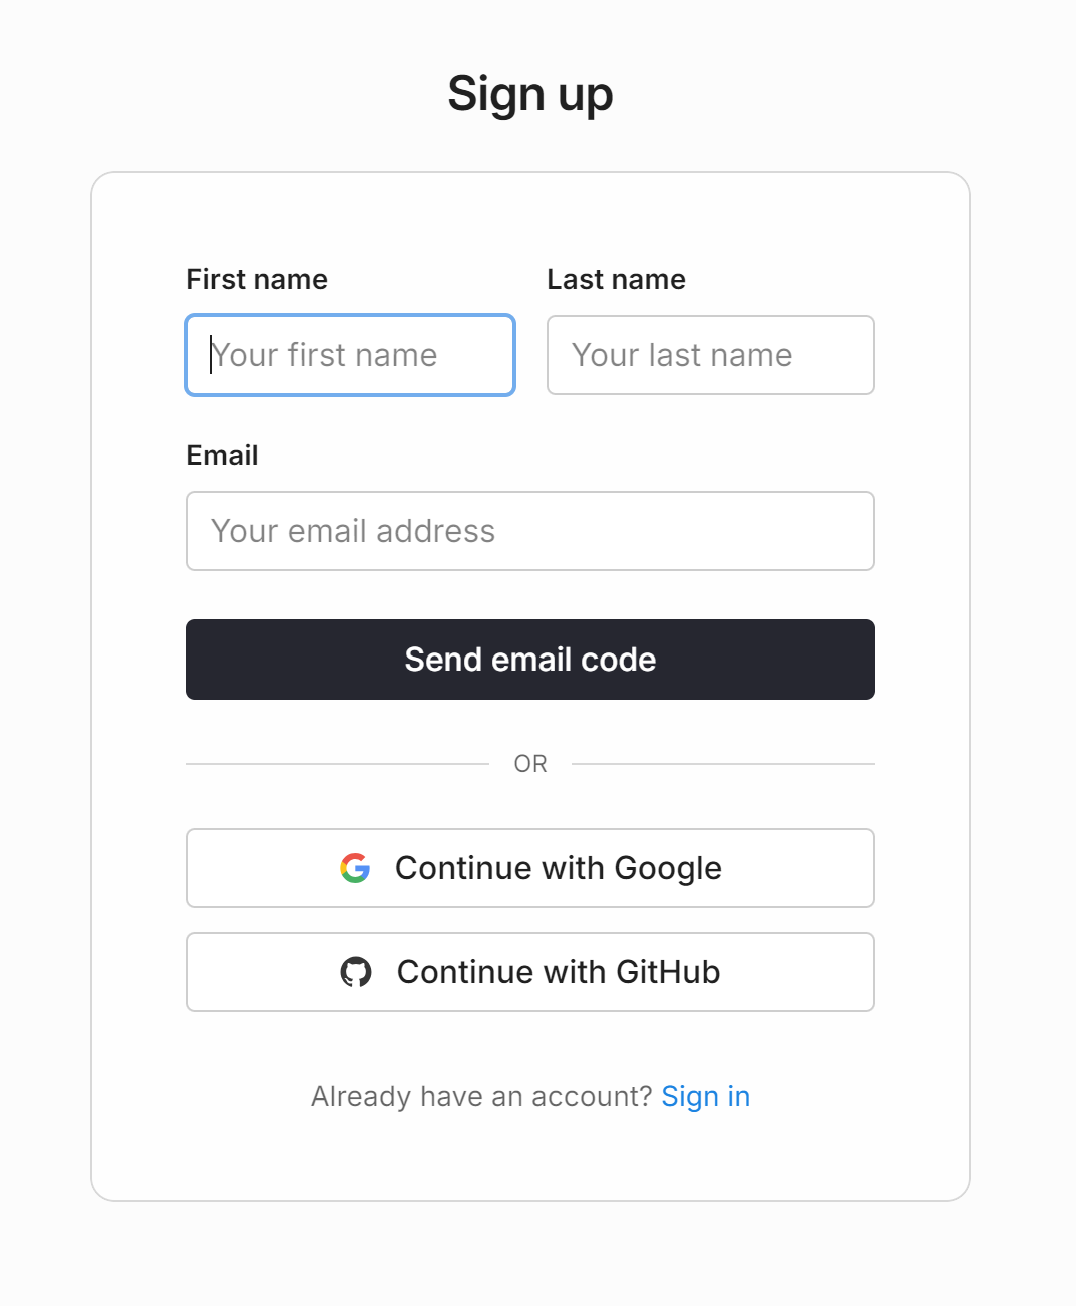 Sign up
First name
Last name
Your first name
Your last name
Email
Your email address
Send email code
OR
Continue with Google
Continue with GitHub
Already have an account? Sign in